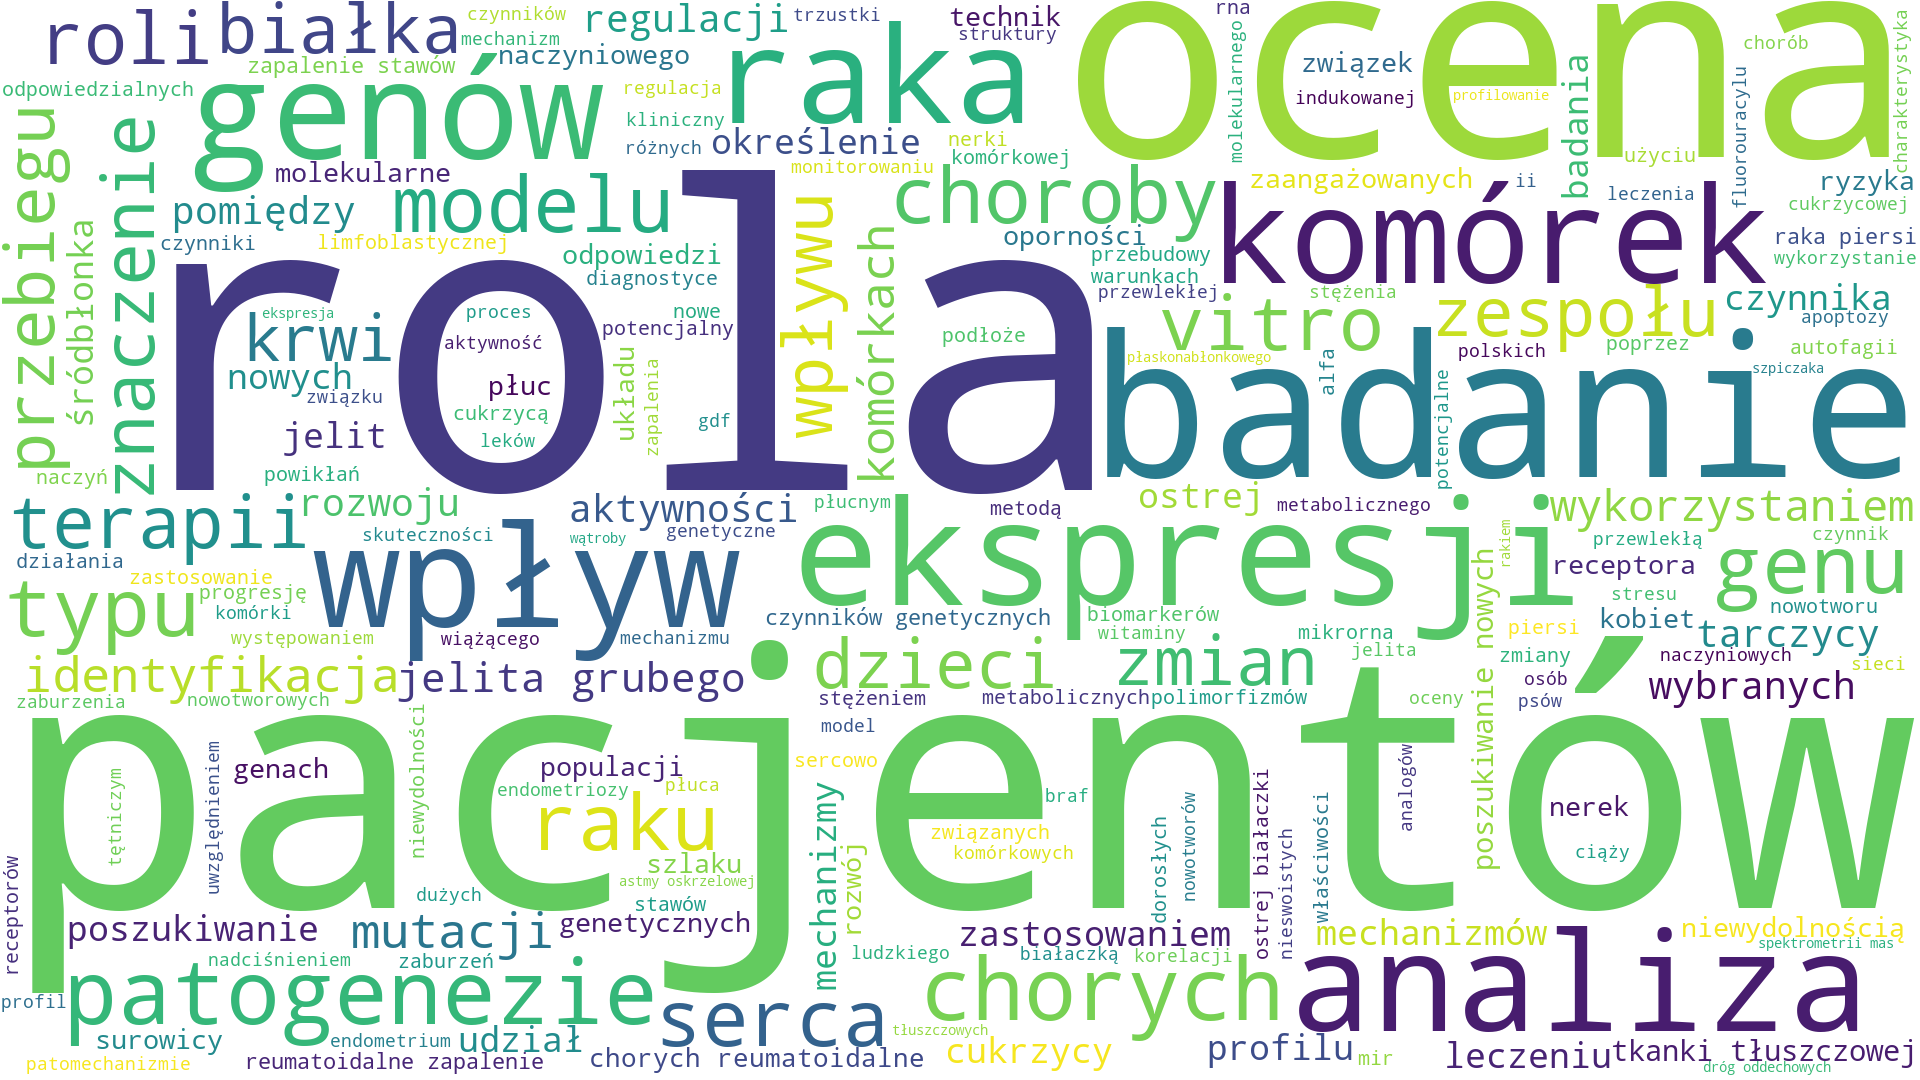 roli
białka
czynników
mechanizm
regulacji
trzustki
technik
struktury
rna
ocena
chorób
charakterystyka
naczyniowego
zapalenie stawów
odpowiedzialnych
genów
regulacja
raka
związek
indukowanej
profilowanie
badania
molekularnego
fluorouracylu
kliniczny
różnych
określenie
nerki
komórkowej
monitorowaniu
użyciu
przebiegu
znaczenie
molekularne
modelu
choroby
zaangażowanych
ii
leczenia
ryzyka
cukrzycowej
pomiędzy
czynniki
limfoblastycznej
odpowiedzi
diagnostyce
wpływu
komórkach
oporności
przebudowy
warunkach
przewlekłej
komórek
raka piersi
wykorzystanie
śródbłonka
rola
stężenia
vitro
zespołu
czynnika
apoptozy
ekspresja
krwi
proces
aktywność
nowe
potencjalny
podłoże
płaskonabłonkowego
polskich
poprzez
autofagii
szpiczaka
nowych
związku
płuc
cukrzycą
leków
układu
zapalenia
gdf
alfa
badanie
potencjalne
jelit
powikłań
naczyń
terapii
rozwoju
aktywności
płucnym
metodą
ostrej
metabolicznego
wykorzystaniem
skuteczności
wątroby
genetyczne
działania
wpływ
ekspresji
rakiem
przewlekłą
czynnik
receptora
genu
zastosowanie
progresję
typu
komórki
występowaniem
wiążącego
mechanizmu
czynników genetycznych
biomarkerów
witaminy
mikrorna
jelita
poszukiwanie nowych
piersi
stresu
kobiet
nowotworu
tarczycy
identyfikacja
jelita grubego
dzieci
zmian
zmiany
osób
psów
naczyniowych
sieci
wybranych
zaburzenia
nowotworowych
stężeniem
metabolicznych
polimorfizmów
oceny
model
pacjentów
niewydolności
uwzględnieniem
tętniczym
genach
populacji
endometriozy
płuca
sercowo
braf
analogów
nerek
raku
szlaku
mechanizmy
rozwój
związanych
komórkowych
dorosłych
nowotworów
ostrej białaczki
nieswoistych
właściwości
ciąży
astmy oskrzelowej
dużych
stawów
receptorów
poszukiwanie
mutacji
genetycznych
zastosowaniem
mechanizmów
niewydolnością
spektrometrii mas
nadciśnieniem
zaburzeń
ludzkiego
białaczką
korelacji
profil
patogenezie
serca
chorych
analiza
surowicy
endometrium
udział
tłuszczowych
patomechanizmie
reumatoidalne zapalenie
chorych reumatoidalne
cukrzycy
profilu
mir
leczeniu
tkanki tłuszczowej
dróg oddechowych